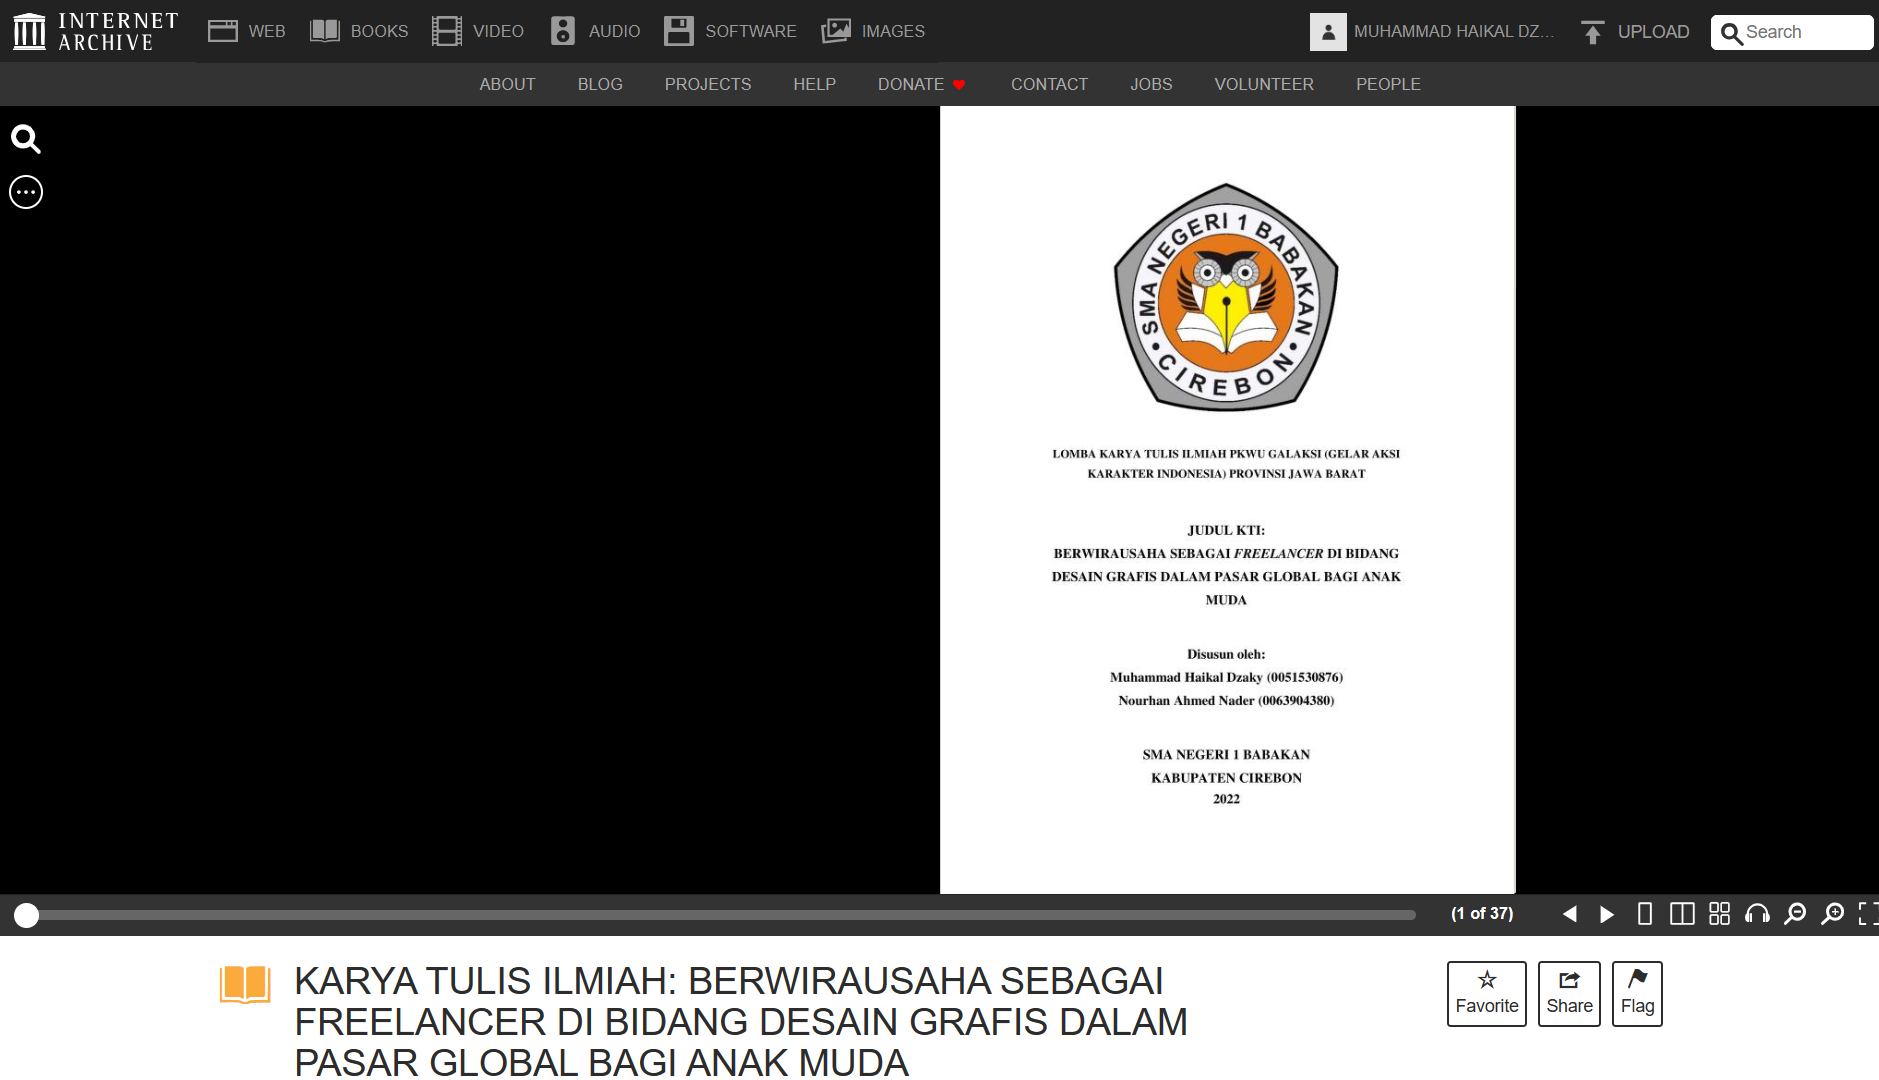 INTERNET
ARCHIVE
WEB
BOOKS
VIDEO
AUDIO
SOFTWARE
IMAGES
MUHAMMAD HAIKAL DZ...
UPLOAD
Search
ABOUT
BLOG
PROJECTS
HELP
DONATE
CONTACT
JOBS
VOLUNTEER
PEOPLE
SMA NEGERI 1 BABAKAN
• CIREBON •
LOMBA KARYA TULIS ILMIAH PKWU GALAKSI (GELAR AKSI
KARAKTER INDONESIA) PROVINSI JAWA BARAT
JUDUL KTI:
BERWIRAUSAHA SEBAGAI FREELANCER DI BIDANG
DESAIN GRAFIS DALAM PASAR GLOBAL BAGI ANAK
MUDA
Disusun oleh:
Muhammad Haikal Dzaky (0051530876)
Nourhan Ahmed Nader (0063904380)
SMA NEGERI 1 BABAKAN
KABUPATEN CIREBON
2022
(1 of 37)
KARYA TULIS ILMIAH: BERWIRAUSAHA SEBAGAI
FREELANCER DI BIDANG DESAIN GRAFIS DALAM
PASAR GLOBAL BAGI ANAK MUDA
Favorite
Share
Flag